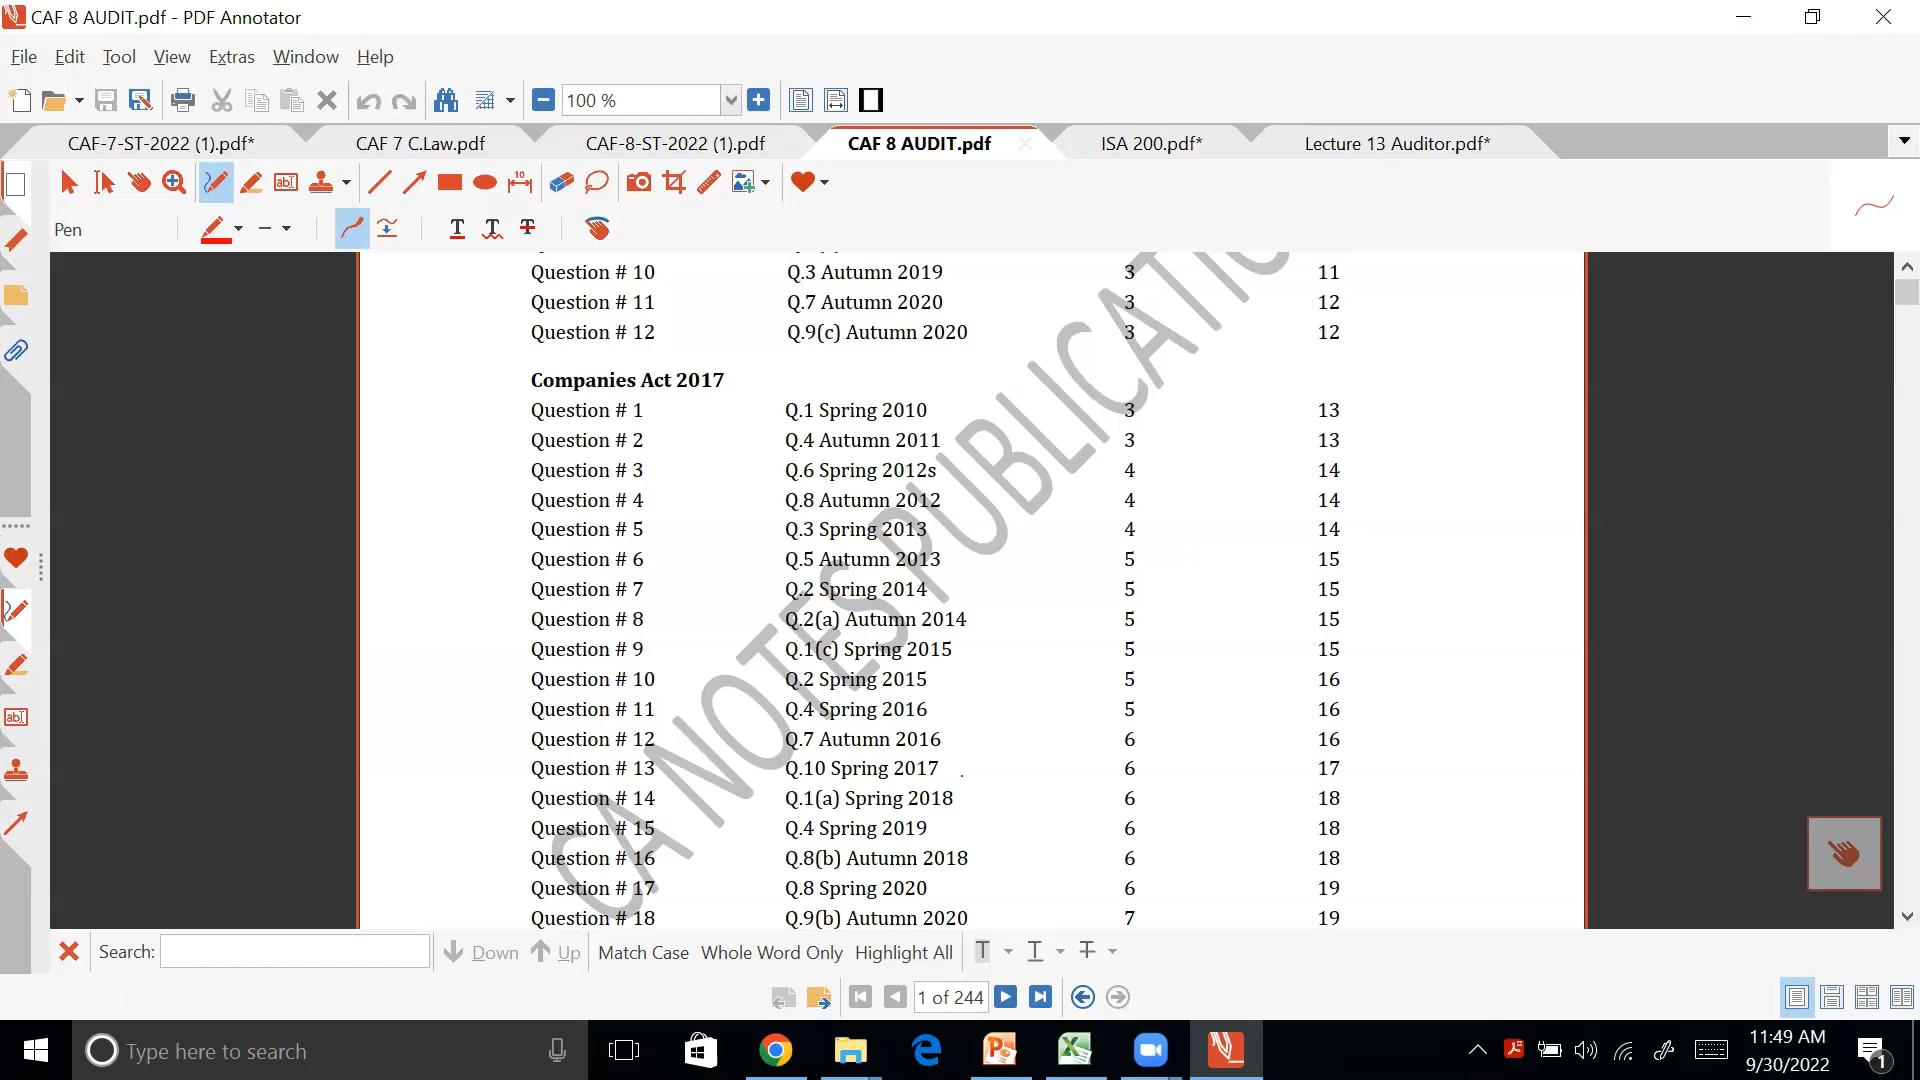 CAF 8 AUDIT.pdf - PDF Annotator
File Edit Tool View Extras Window Help
100 %
CAF-7-ST-2022 (1).pdf* CAF 7 C.Law.pdf CAF-8-ST-2022 (1).pdf CAF 8 AUDIT.pdf ISA 200.pdf* Lecture 13 Auditor.pdf*
Pen
Question # 10 Q.3 Autumn 2019 3 11
Question # 11 Q.7 Autumn 2020 3 12
Question # 12 Q.9(c) Autumn 2020 3 12
Companies Act 2017
Question # 1 Q.1 Spring 2010 3 13
Question # 2 Q.4 Autumn 2011 3 13
Question # 3 Q.6 Spring 2012s 4 14
Question # 4 Q.8 Autumn 2012 4 14
Question # 5 Q.3 Spring 2013 4 14
Question # 6 Q.5 Autumn 2013 5 15
Question # 7 Q.2 Spring 2014 5 15
Question # 8 Q.2(a) Autumn 2014 5 15
Question # 9 Q.1(c) Spring 2015 5 15
Question # 10 Q.2 Spring 2015 5 16
Question # 11 Q.4 Spring 2016 5 16
Question # 12 Q.7 Autumn 2016 6 16
Question # 13 Q.10 Spring 2017 6 17
Question # 14 Q.1(a) Spring 2018 6 18
Question # 15 Q.4 Spring 2019 6 18
Question # 16 Q.8(b) Autumn 2018 6 18
Question # 17 Q.8 Spring 2020 6 19
Question # 18 Q.9(b) Autumn 2020 7 19
CA NOTES PUBLICATIO
Search: Down Up Match Case Whole Word Only Highlight All
1 of 244
Type here to search
11:49 AM
9/30/2022
1